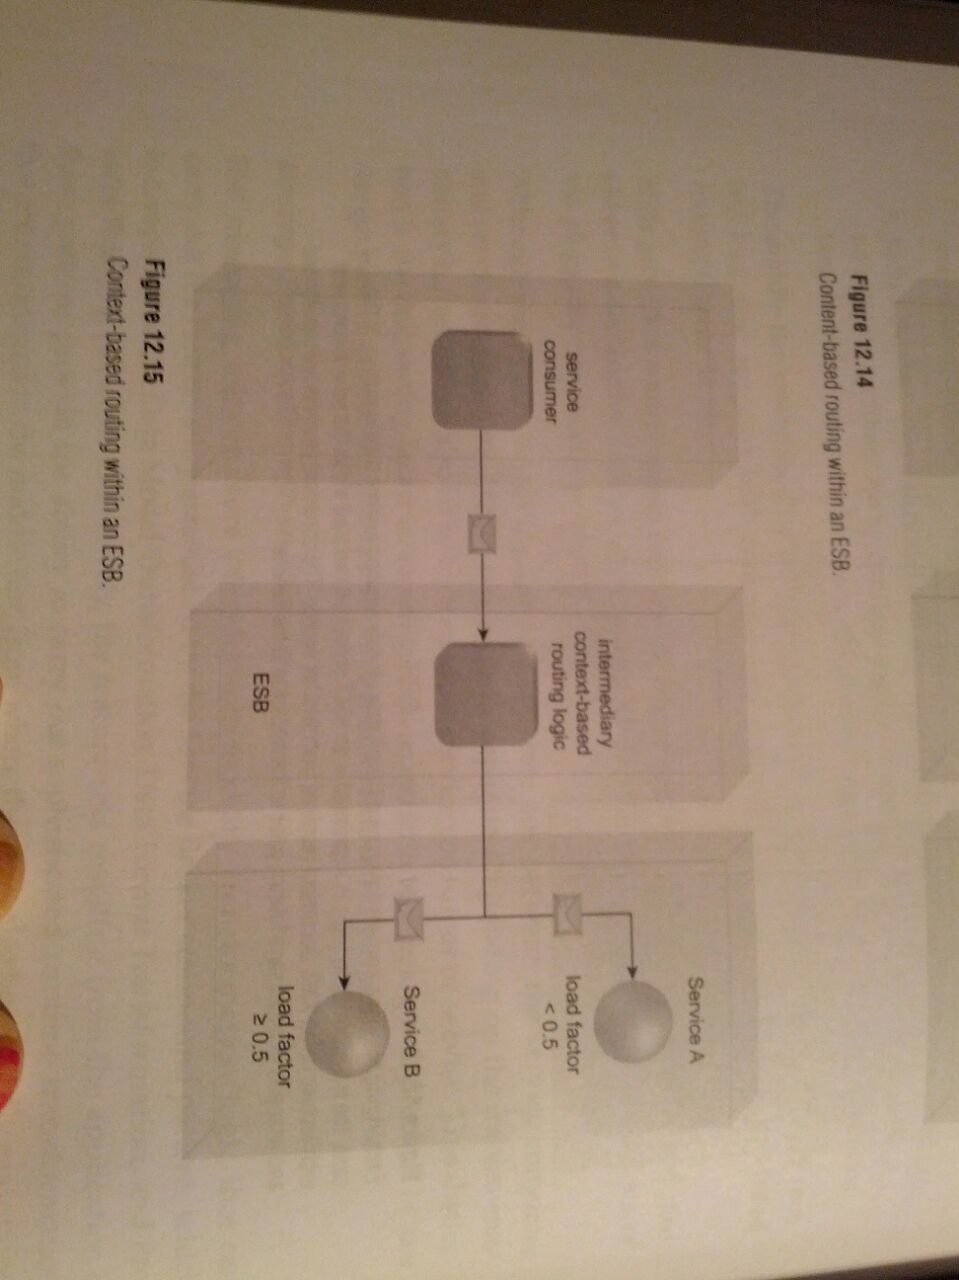 Figure 12.14
Content-based routing within an ESB.
service
consumer
intermediary
context-based
routing logic
ESB
Service A
load factor
< 0.5
Service B
load factor
≥ 0.5
Figure 12.15
Context-based routing within an ESB.